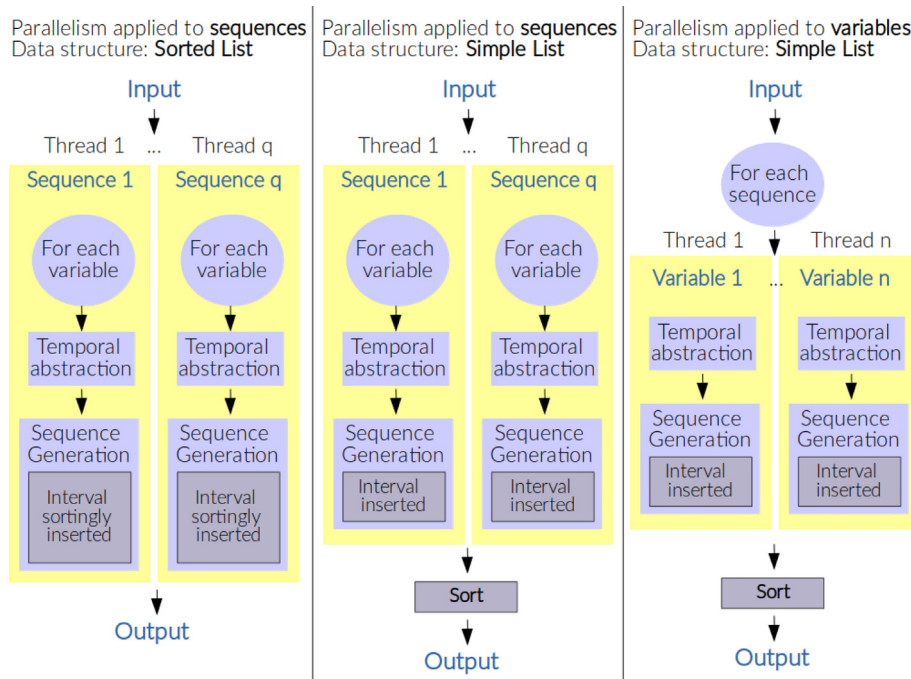 Parallelism applied to sequences
Data structure: Sorted List
Input
Thread 1 ... Thread q
Sequence 1
Sequence q
For each
variable
For each
variable
Temporal
abstraction
Temporal
abstraction
Sequence
Generation
Interval
sortingly
inserted
Sequence
Generation
Interval
sortingly
inserted
Output
Parallelism applied to sequences
Data structure: Simple List
Input
Thread 1 ... Thread q
Sequence 1
Sequence q
For each
variable
For each
variable
Temporal
abstraction
Temporal
abstraction
Sequence
Generation
Interval
inserted
Sequence
Generation
Interval
inserted
Sort
Output
Parallelism applied to variables
Data structure: Simple List
Input
For each
sequence
Thread 1
Thread n
Variable 1 ... Variable n
Temporal
abstraction
Temporal
abstraction
Sequence
Generation
Interval
inserted
Sequence
Generation
Interval
inserted
Sort
Output